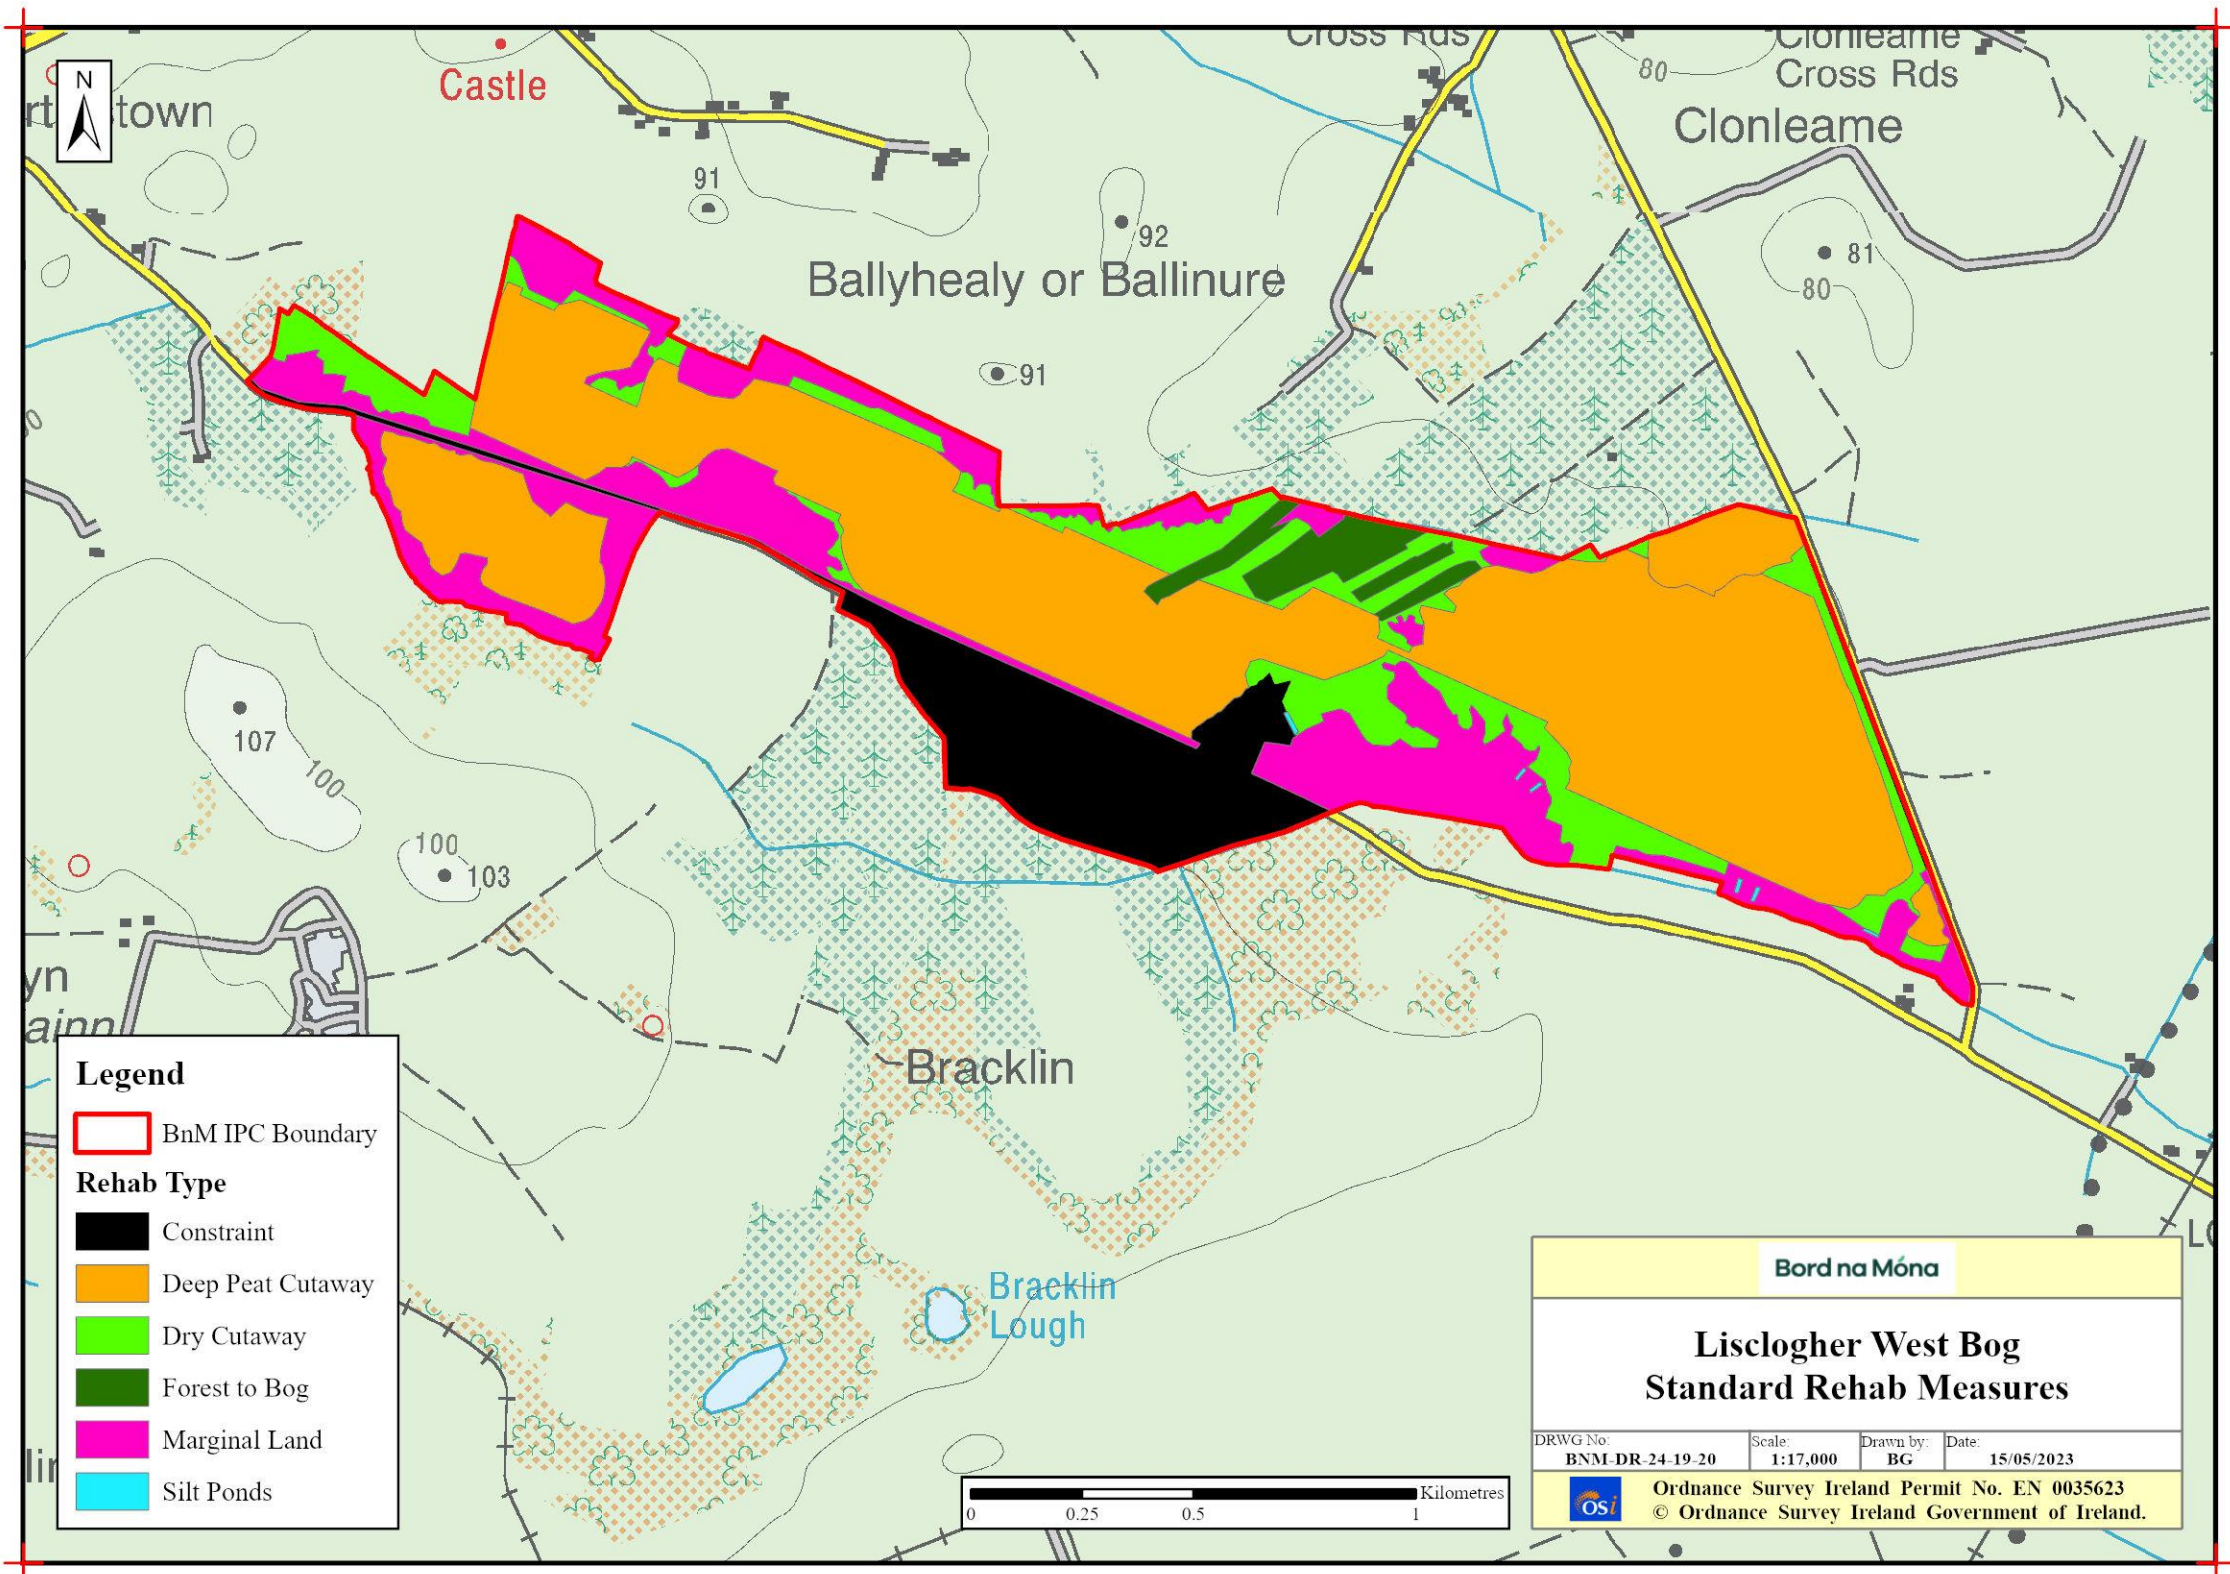 Cross Rds
Clonleame
Cross Rds
80
Castle
N
town
Clonleame
91
92
81
Ballyhealy or Ballinure
80
91
107
100
100
103
yn
ainn
Bracklin
Legend
BnM IPC Boundary
Rehab Type
Constraint
Deep Peat Cutaway
Dry Cutaway
Forest to Bog
Marginal Land
Silt Ponds
Bracklin
Lough
Kilometres
0 0.25 0.5 1
Bord na Móna
Lisclogher West Bog
Standard Rehab Measures
DRWG No: Scale: Drawn by: Date:
BNM-DR-24-19-20 1:17,000 BG 15/05/2023
osi
Ordnance Survey Ireland Permit No. EN 0035623
© Ordnance Survey Ireland Government of Ireland.